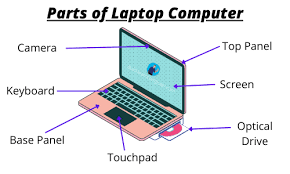 Parts of Laptop Computer
Camera
Top Panel
Keyboard
Screen
Base Panel
Optical
Drive
Touchpad